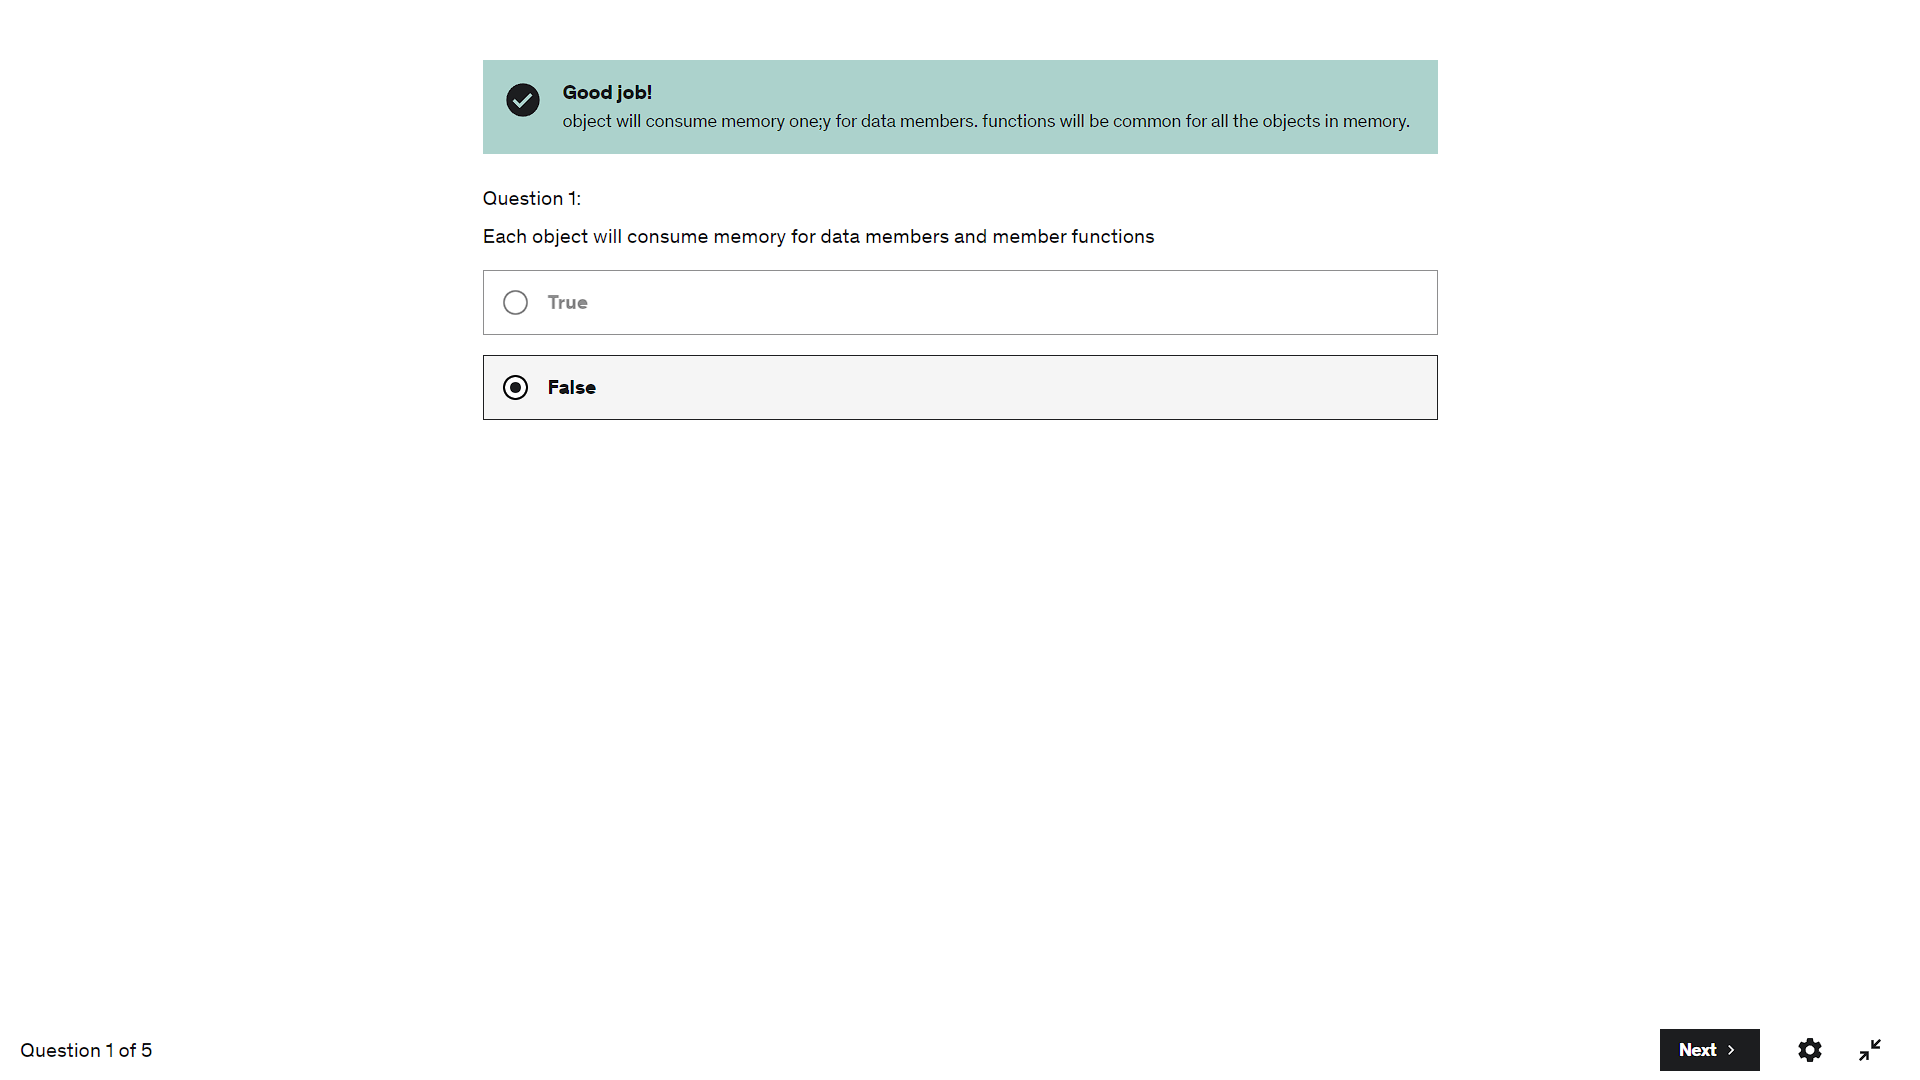 Good job!
object will consume memory one;y for data members. functions will be common for all the objects in memory.
Question 1:
Each object will consume memory for data members and member functions
True
False
Question 1 of 5
Next